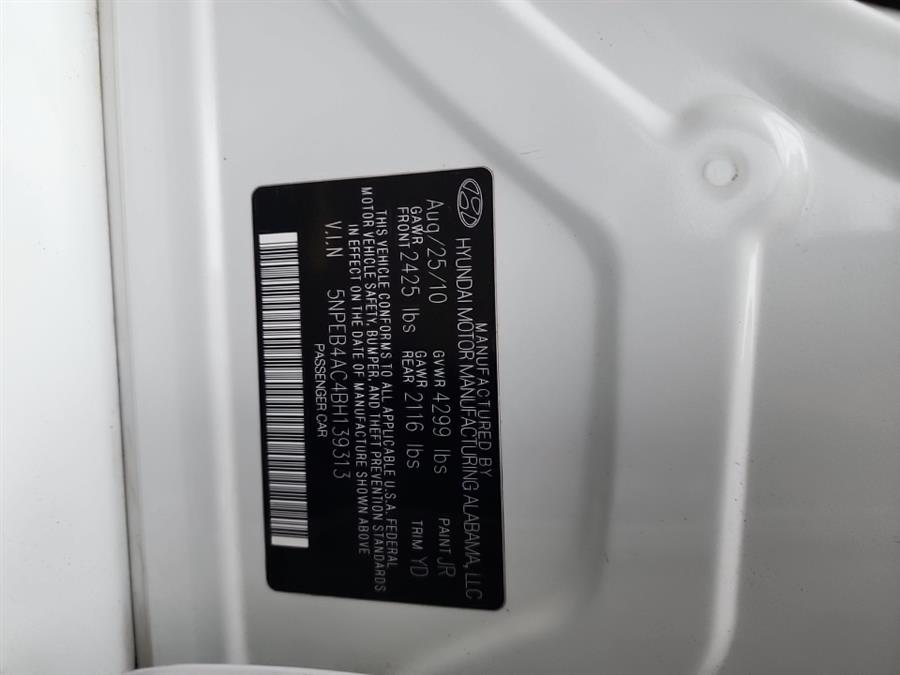 MANUFACTURED BY
HYUNDAI MOTOR MANUFACTURING ALABAMA, LLC
Aug/25/10 GVWR 4299 lbs PAINT JR
GAWR FRONT 2425 lbs GAWR REAR 2116 lbs TRIM YD
THIS VEHICLE CONFORMS TO ALL APPLICABLE U.S.A. FEDERAL
MOTOR VEHICLE SAFETY, BUMPER, AND THEFT PREVENTION STANDARDS
IN EFFECT ON THE DATE OF MANUFACTURE SHOWN ABOVE
V.I.N 5NPEB4AC4BH139313
PASSENGER CAR